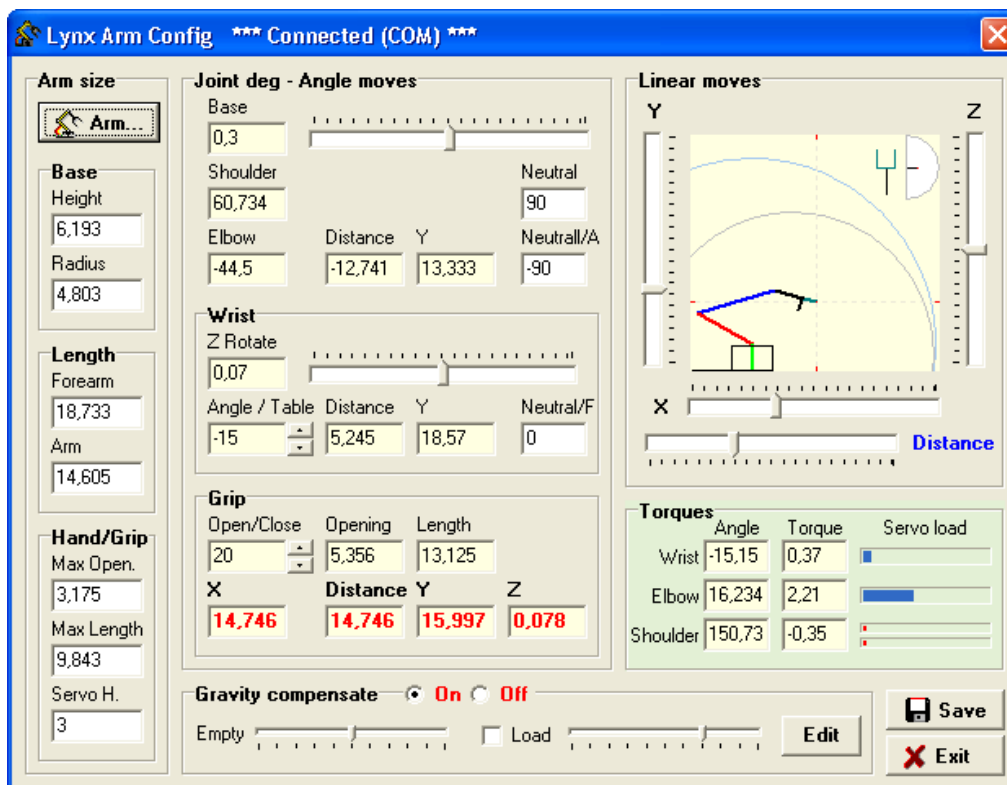 Lynx Arm Config *** Connected (COM) ***
Arm size
Arm...
Base
Height
6,193
Radius
4,803
Length
Forearm
18,733
Arm
14,605
Hand/Grip
Max Open.
3,175
Max Length
9,843
Servo H.
3
Joint deg - Angle moves
Base
0,3
Shoulder Neutral
60,734 90
Elbow Distance Y Neutrall/A
-44,5 -12,741 13,333 -90
Wrist
Z Rotate
0,07
Angle / Table Distance Y Neutral/F
-15 5,245 18,57 0
Grip
Open/Close Opening Length
20 5,356 13,125
X Distance Y Z
14,746 14,746 15,997 0,078
Linear moves
Y Z
X
Distance
Torques
Angle Torque Servo load
Wrist -15,15 0,37
Elbow 16,234 2,21
Shoulder 150,73 -0,35
Gravity compensate On Off
Empty Load Edit
Save
Exit